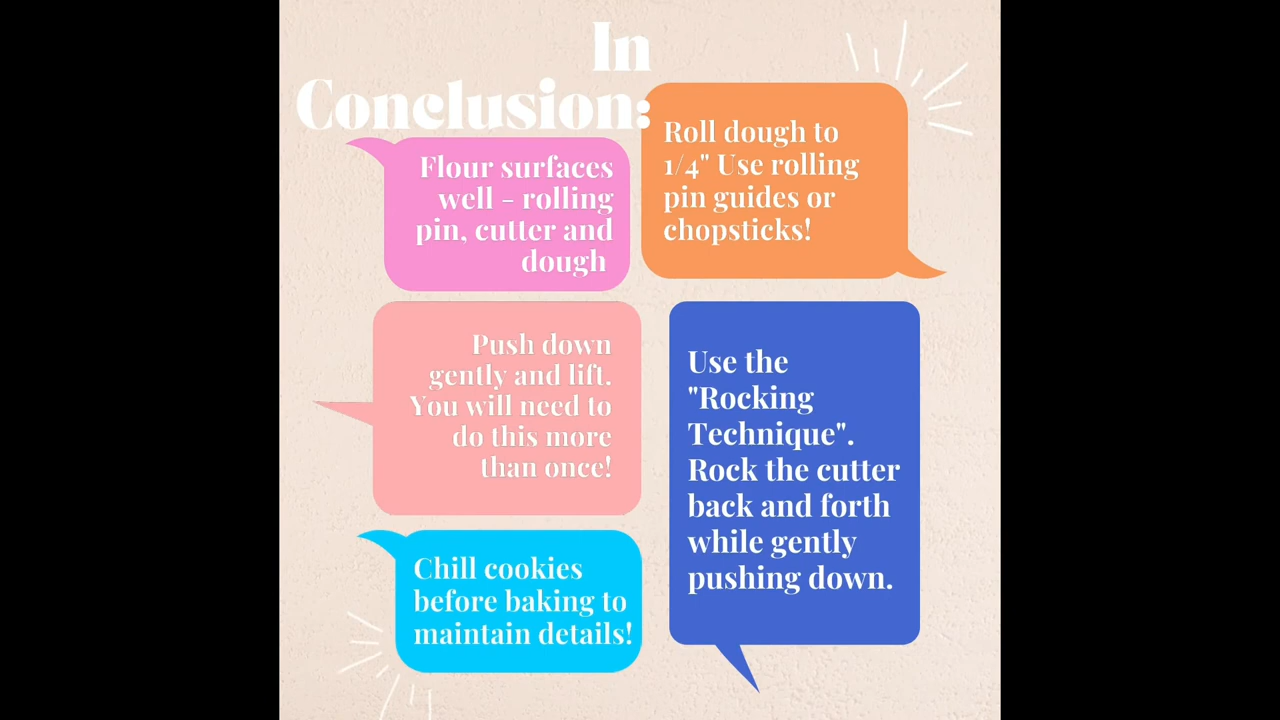 In
Conclusion:
Flour surfaces
well - rolling
pin, cutter and
dough
Roll dough to
1/4" Use rolling
pin guides or
chopsticks!
Push down
gently and lift.
You will need to
do this more
than once!
Use the
"Rocking
Technique".
Rock the cutter
back and forth
while gently
pushing down.
Chill cookies
before baking to
maintain details!